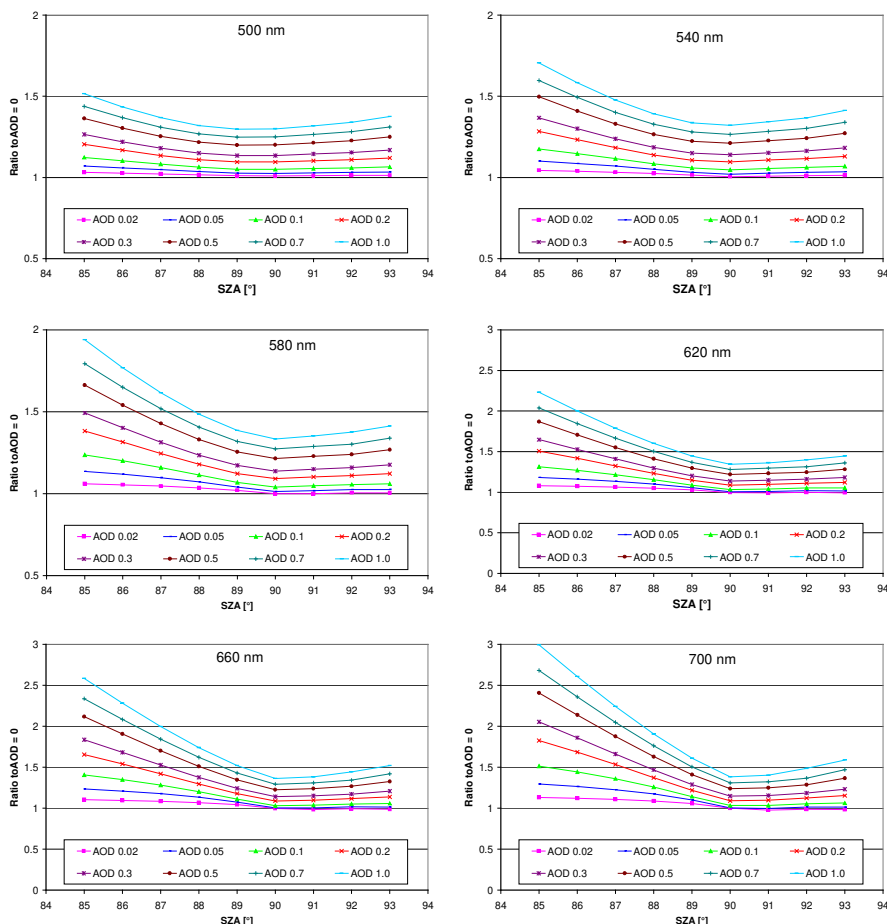 500 nm
2
1.5
1
0.5
Ratio to AOD = 0
AOD 0.02 AOD 0.05 AOD 0.1 AOD 0.2
AOD 0.3 AOD 0.5 AOD 0.7 AOD 1.0
84 85 86 87 88 89 90 91 92 93 94
SZA [°]
540 nm
2
1.5
1
0.5
Ratio toAOD = 0
AOD 0.02 AOD 0.05 AOD 0.1 AOD 0.2
AOD 0.3 AOD 0.5 AOD 0.7 AOD 1.0
84 85 86 87 88 89 90 91 92 93 94
SZA [°]
580 nm
2
1.5
1
0.5
Ratio toAOD = 0
AOD 0.02 AOD 0.05 AOD 0.1 AOD 0.2
AOD 0.3 AOD 0.5 AOD 0.7 AOD 1.0
84 85 86 87 88 89 90 91 92 93 94
SZA [°]
620 nm
3
2.5
2
1.5
1
0.5
0
Ratio toAOD = 0
AOD 0.02 AOD 0.05 AOD 0.1 AOD 0.2
AOD 0.3 AOD 0.5 AOD 0.7 AOD 1.0
84 85 86 87 88 89 90 91 92 93 94
SZA [°]
660 nm
3
2.5
2
1.5
1
0.5
0
Ratio toAOD = 0
AOD 0.02 AOD 0.05 AOD 0.1 AOD 0.2
AOD 0.3 AOD 0.5 AOD 0.7 AOD 1.0
84 85 86 87 88 89 90 91 92 93 94
SZA [°]
700 nm
3
2.5
2
1.5
1
0.5
0
Ratio toAOD = 0
AOD 0.02 AOD 0.05 AOD 0.1 AOD 0.2
AOD 0.3 AOD 0.5 AOD 0.7 AOD 1.0
84 85 86 87 88 89 90 91 92 93 94
SZA [°]